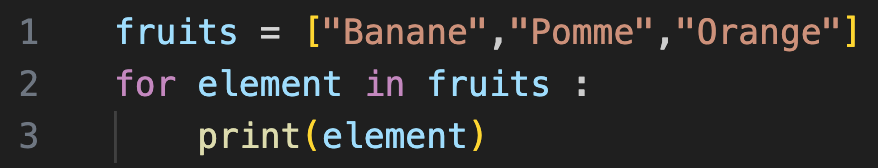 1 fruits = ["Banane","Pomme","Orange"]
2 for element in fruits :
3     print(element)